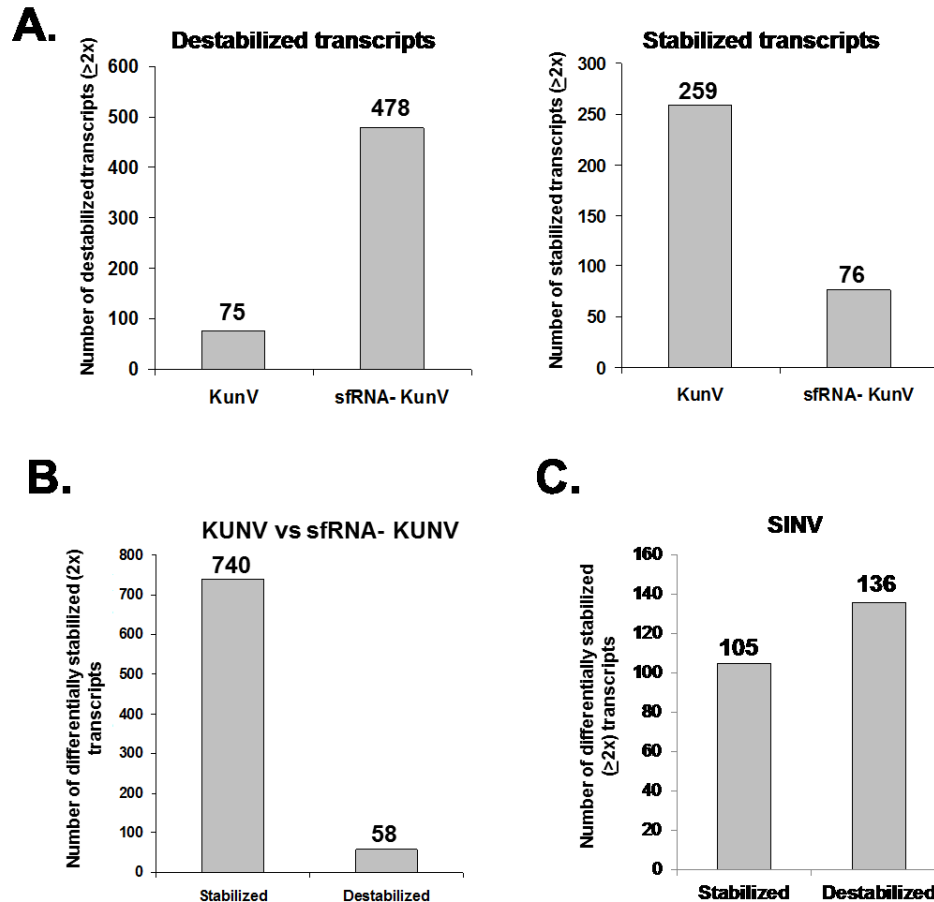 A.
Destabilized transcripts
Number of destabilized transcripts (≥2x)
600
500
400
300
200
100
0
75
478
KunV
sfRNA- KunV
Stabilized transcripts
Number of stabilized transcripts (≥2x)
300
250
200
150
100
50
0
259
76
KunV
sfRNA- KunV
B.
KUNV vs sfRNA- KUNV
Number of differentially stabilized (2x)
transcripts
800
700
600
500
400
300
200
100
0
740
58
Stabilized
Destabilized
C.
SINV
Number of differentially stabilized
(≥2x) transcripts
160
140
120
100
80
60
40
20
0
105
136
Stabilized
Destabilized